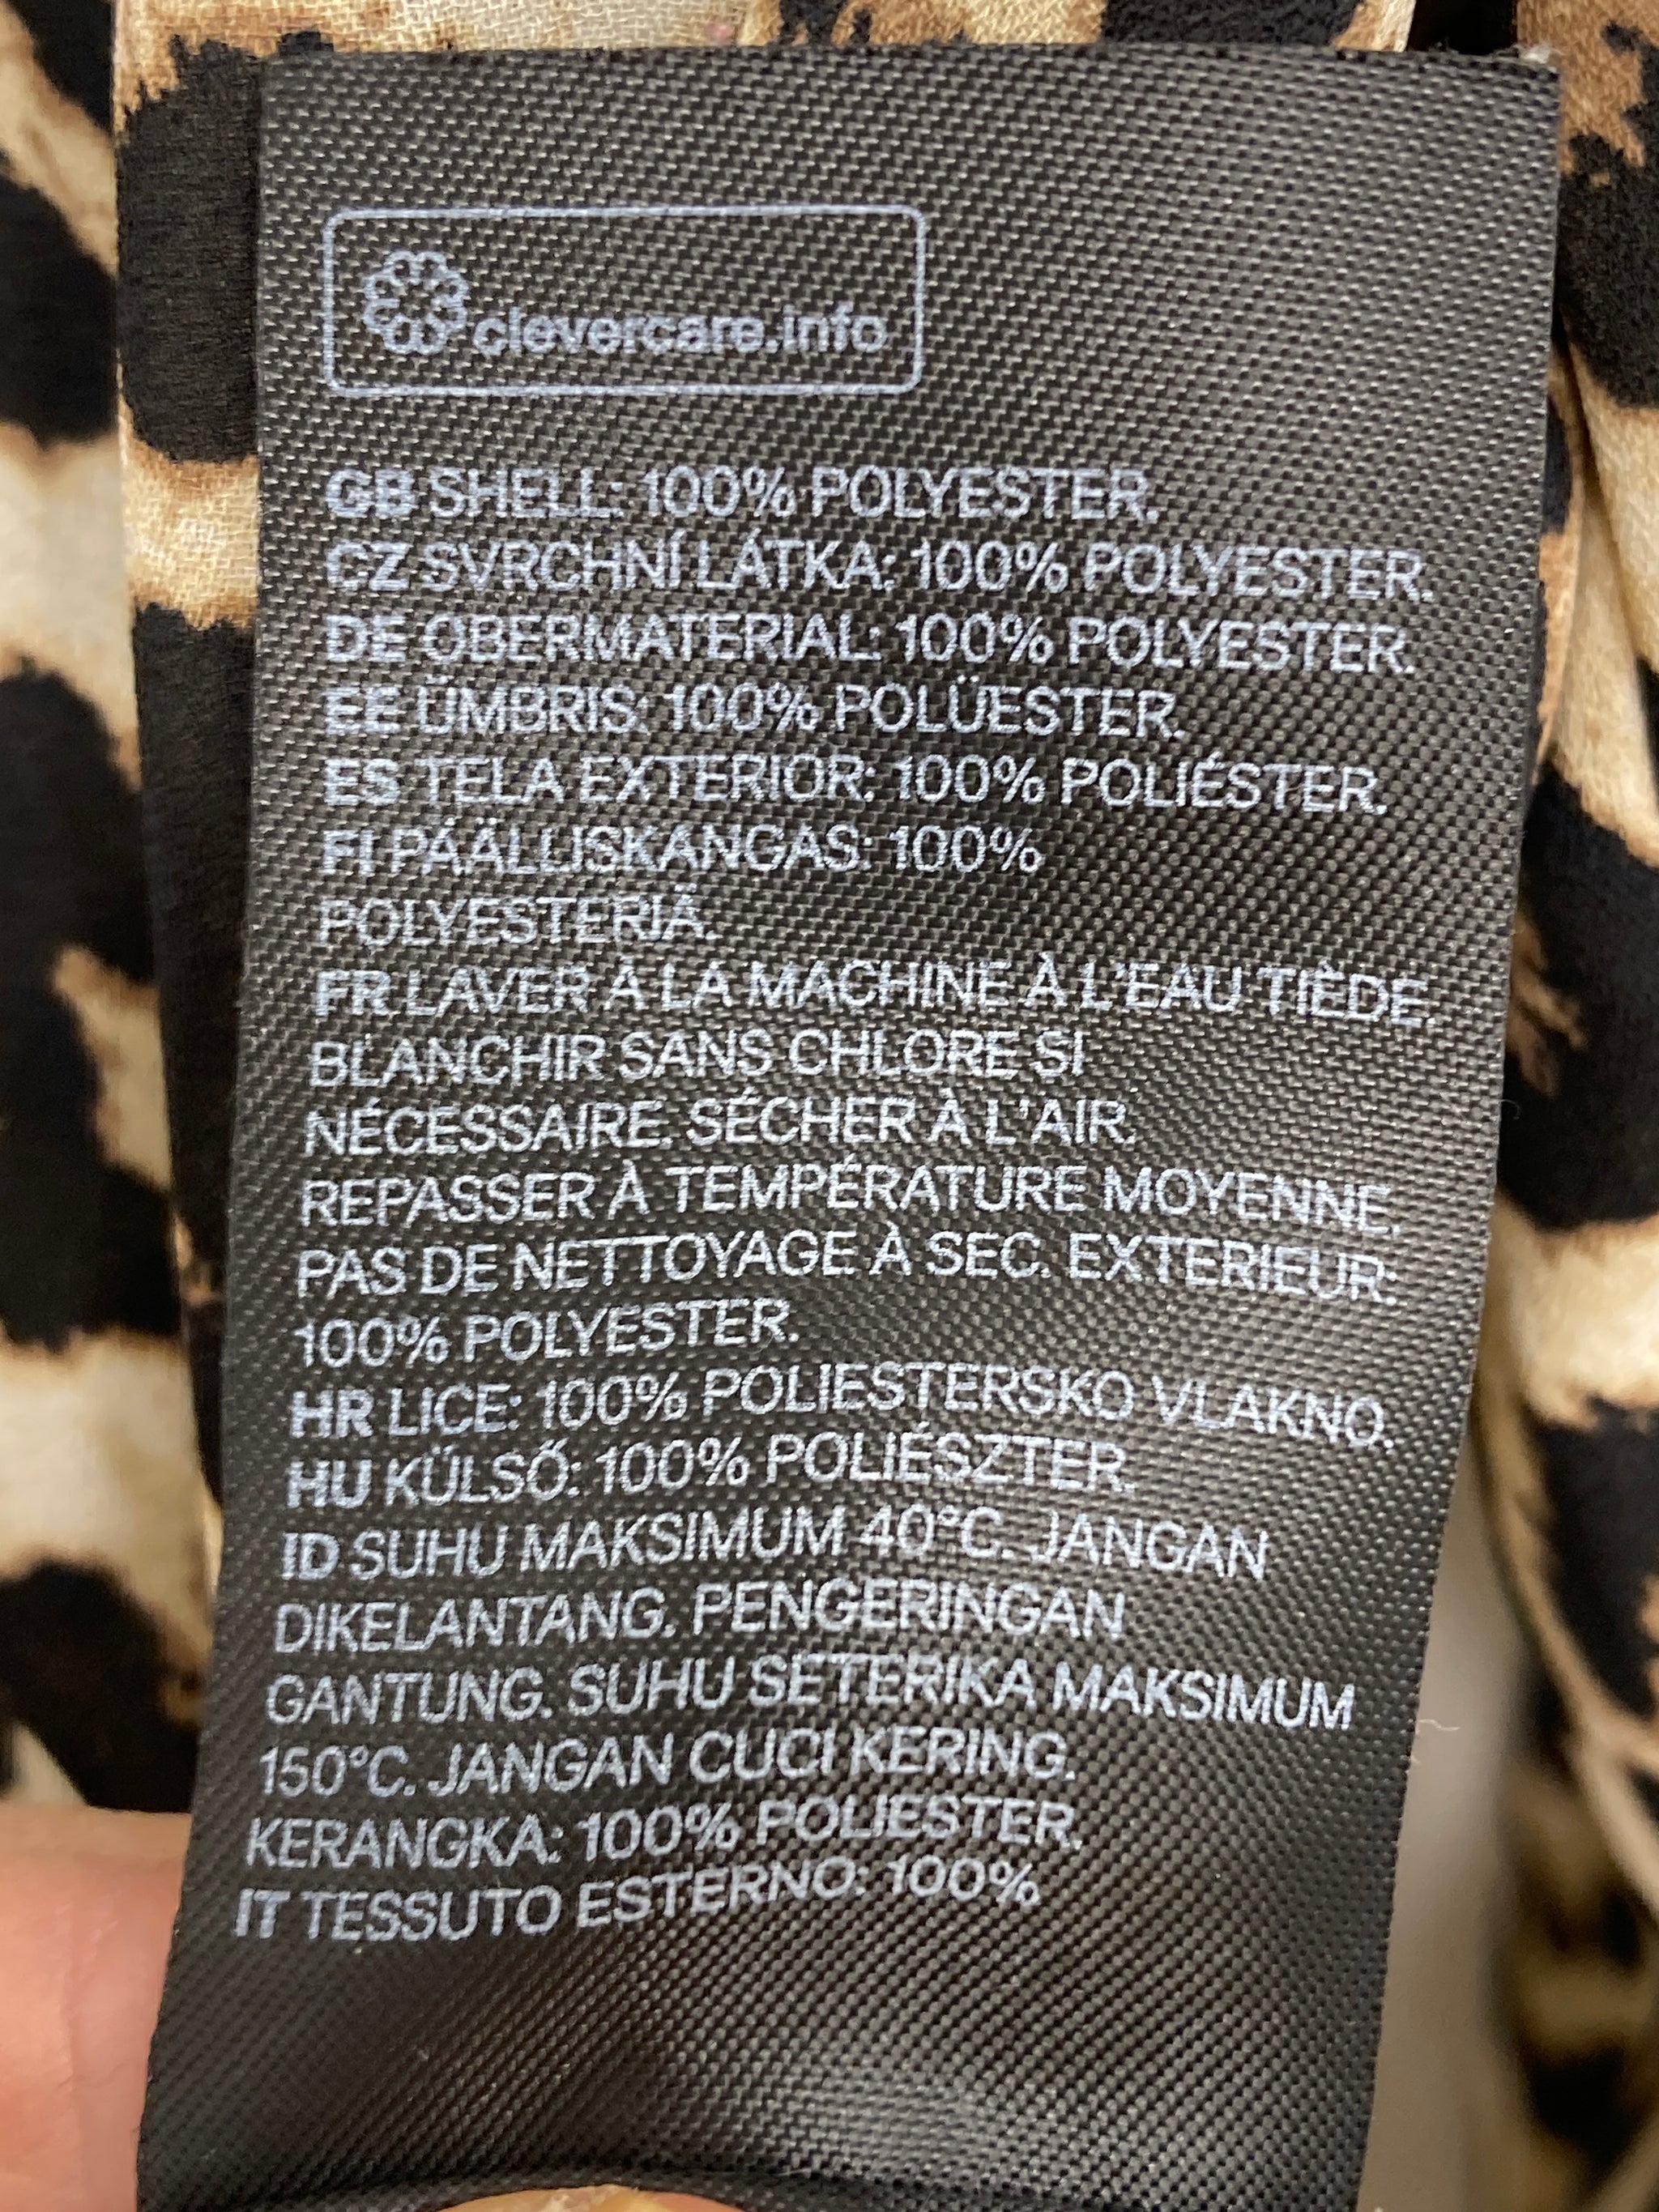 clevercare.info
GB SHELL: 100% POLYESTER.
CZ SVRCHNÍ LÁTKA: 100% POLYESTER.
DE OBERMATERIAL: 100% POLYESTER.
EE ÜMBRIS: 100% POLÜESTER.
ES TELA EXTERIOR: 100% POLIÉSTER.
FI PÄÄLLISKANGAS: 100%
POLYESTERIÄ.
FR LAVER À LA MACHINE À L'EAU TIÈDE.
BLANCHIR SANS CHLORE SI
NÉCESSAIRE. SÉCHER À L'AIR.
REPASSER À TEMPÉRATURE MOYENNE.
PAS DE NETTOYAGE À SEC. EXTERIEUR:
100% POLYESTER.
HR LICE: 100% POLIESTERSKO VLAKNO.
HU KÜLSŐ: 100% POLIÉSZTER.
ID SUHU MAKSIMUM 40°C. JANGAN
DIKELANTANG. PENGERINGAN
GANTUNG. SUHU SETERIKA MAKSIMUM
150°C. JANGAN CUCI KERING.
KERANGKA: 100% POLIESTER.
IT TESSUTO ESTERNO: 100%